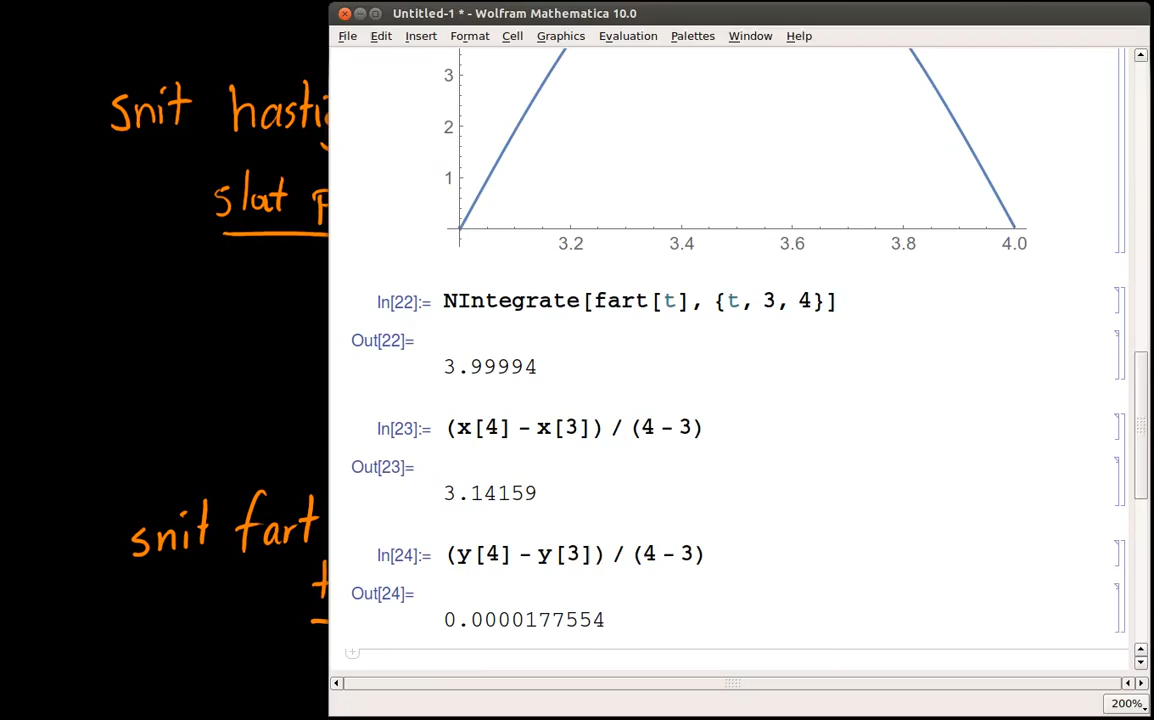 Untitled-1 * - Wolfram Mathematica 10.0
File Edit Insert Format Cell Graphics Evaluation Palettes Window Help
snit
slat
snit fart
3
2
1
3.2 3.4 3.6 3.8 4.0
In[22]:= NIntegrate[fart[t], {t, 3, 4}]
Out[22]=
3.99994
In[23]:= (x[4] - x[3]) / (4 - 3)
Out[23]=
3.14159
In[24]:= (y[4] - y[3]) / (4 - 3)
Out[24]=
0.0000177554
200%